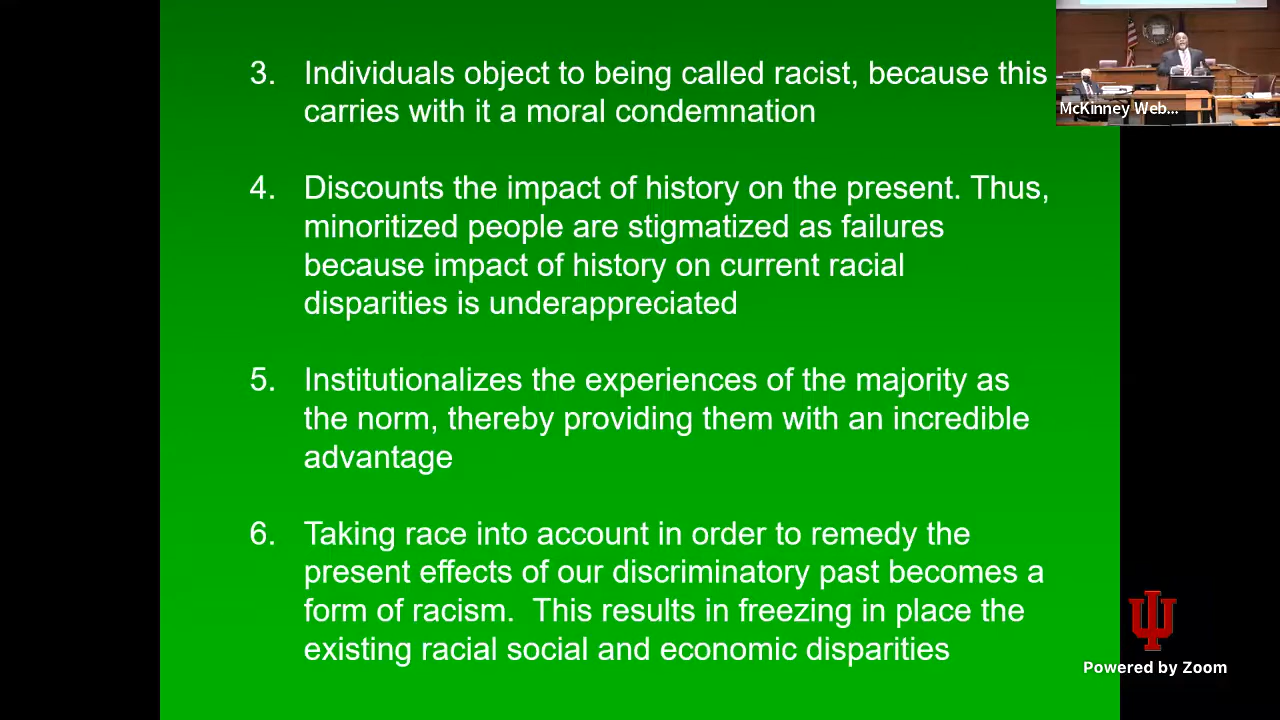 3. Individuals object to being called racist, because this
carries with it a moral condemnation
McKinney Web...
4. Discounts the impact of history on the present. Thus,
minoritized people are stigmatized as failures
because impact of history on current racial
disparities is underappreciated
5. Institutionalizes the experiences of the majority as
the norm, thereby providing them with an incredible
advantage
6. Taking race into account in order to remedy the
present effects of our discriminatory past becomes a
form of racism.  This results in freezing in place the
existing racial social and economic disparities
Powered by Zoom